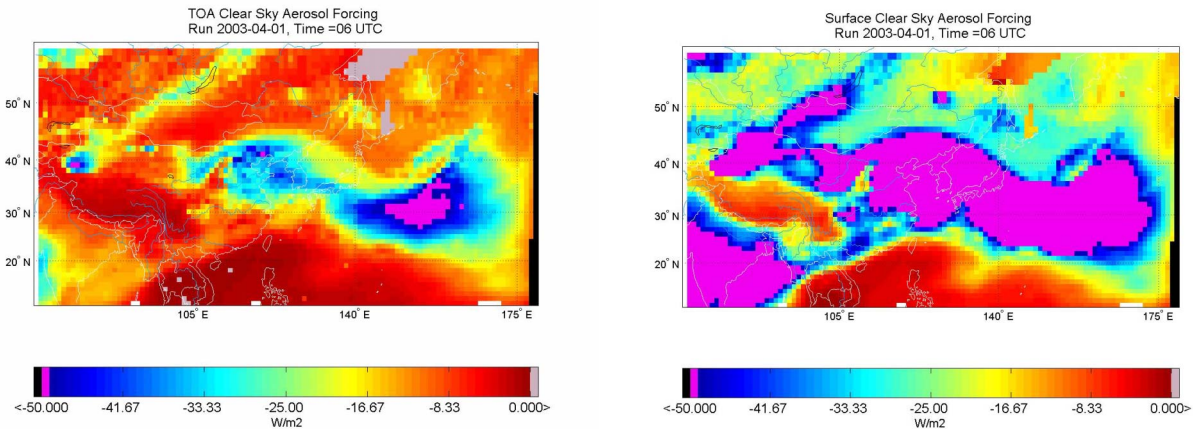 TOA Clear Sky Aerosol Forcing
Run 2003-04-01, Time =06 UTC
50° N
40° N
30° N
20° N
105° E
140° E
175° E
<-50.000
-41.67
-33.33
-25.00
-16.67
-8.33
0.000>
W/m2
Surface Clear Sky Aerosol Forcing
Run 2003-04-01, Time =06 UTC
50° N
40° N
30° N
20° N
105° E
140° E
175° E
<-50.000
-41.67
-33.33
-25.00
-16.67
-8.33
0.000>
W/m2